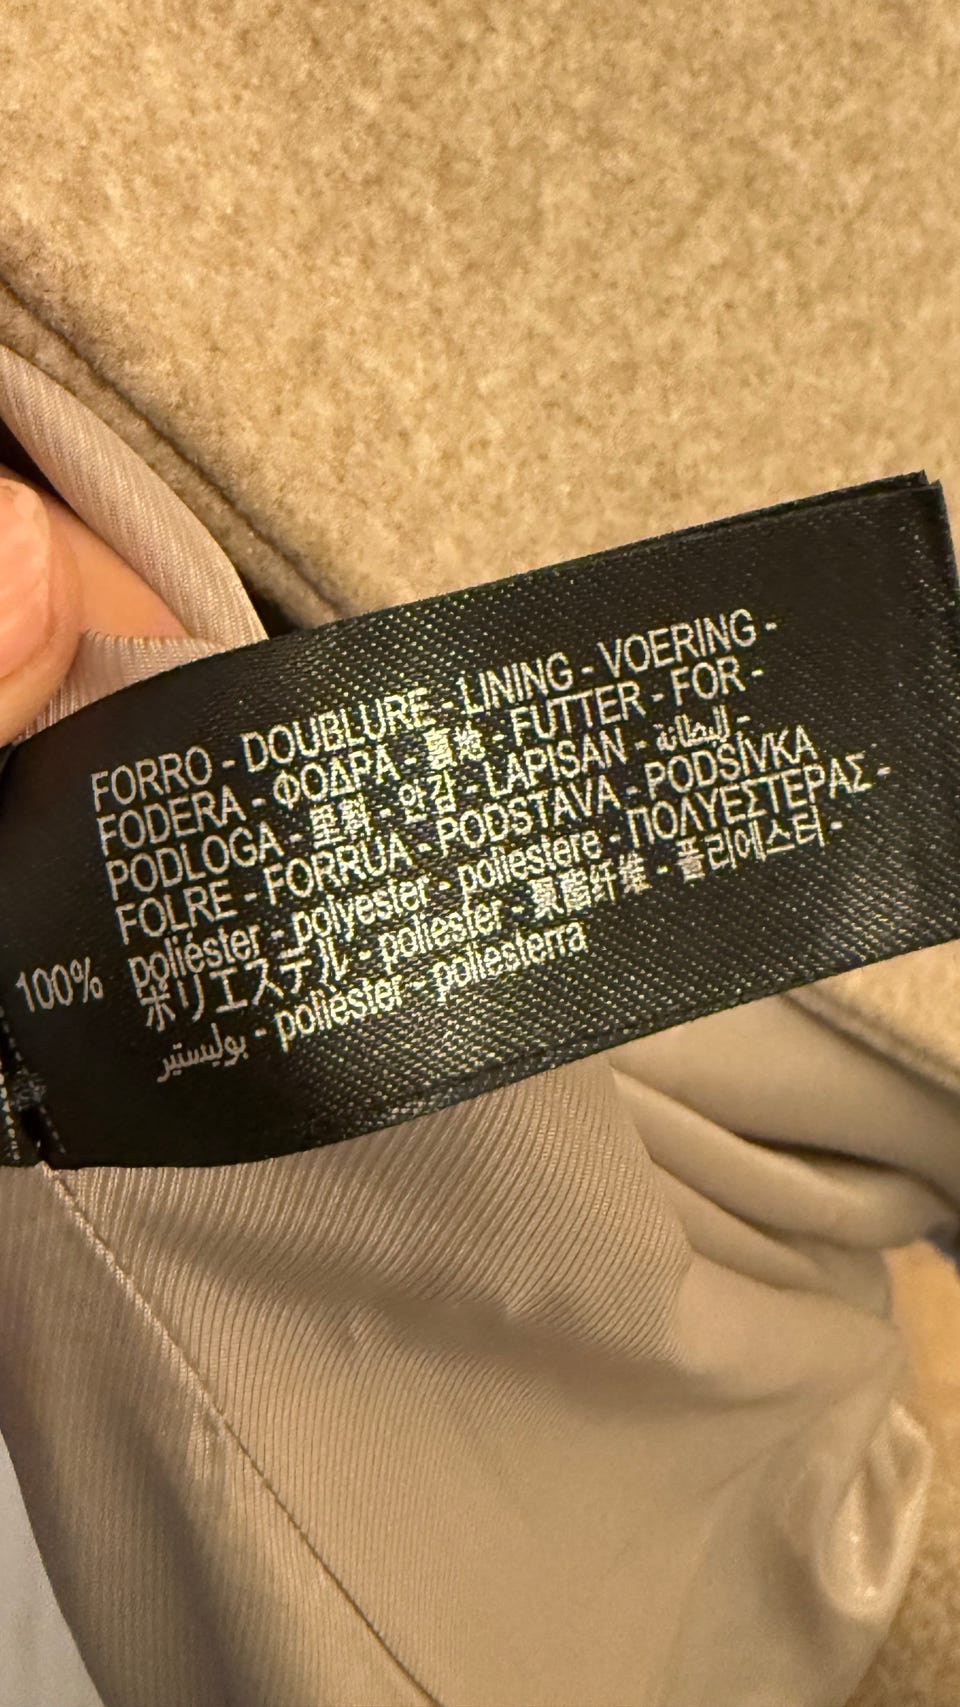 FORRO - DOUBLURE - LINING - VOERING -
FODERA - ΦΟΔΡΑ - 裏地 - FUTTER - FOR -
PODLOGA - 里料 - 안감 - LAPISAN - البطانة -
FOLRE - FORRUA - PODSTAVA - PODŠÍVKA
100% poliéster - polyester - poliestere - ΠΟΛΥΕΣΤΕΡΑΣ -
ポリエステル - poliester - 聚酯纤维 - 폴리에스터 -
بوليستير - polièster - poliesterra